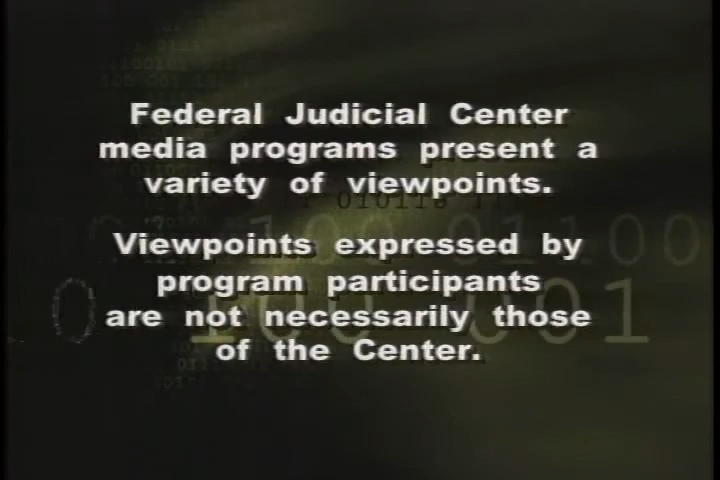 Federal Judicial Center
media programs present a
variety of viewpoints.
Viewpoints expressed by
program participants
are not necessarily those
of the Center.